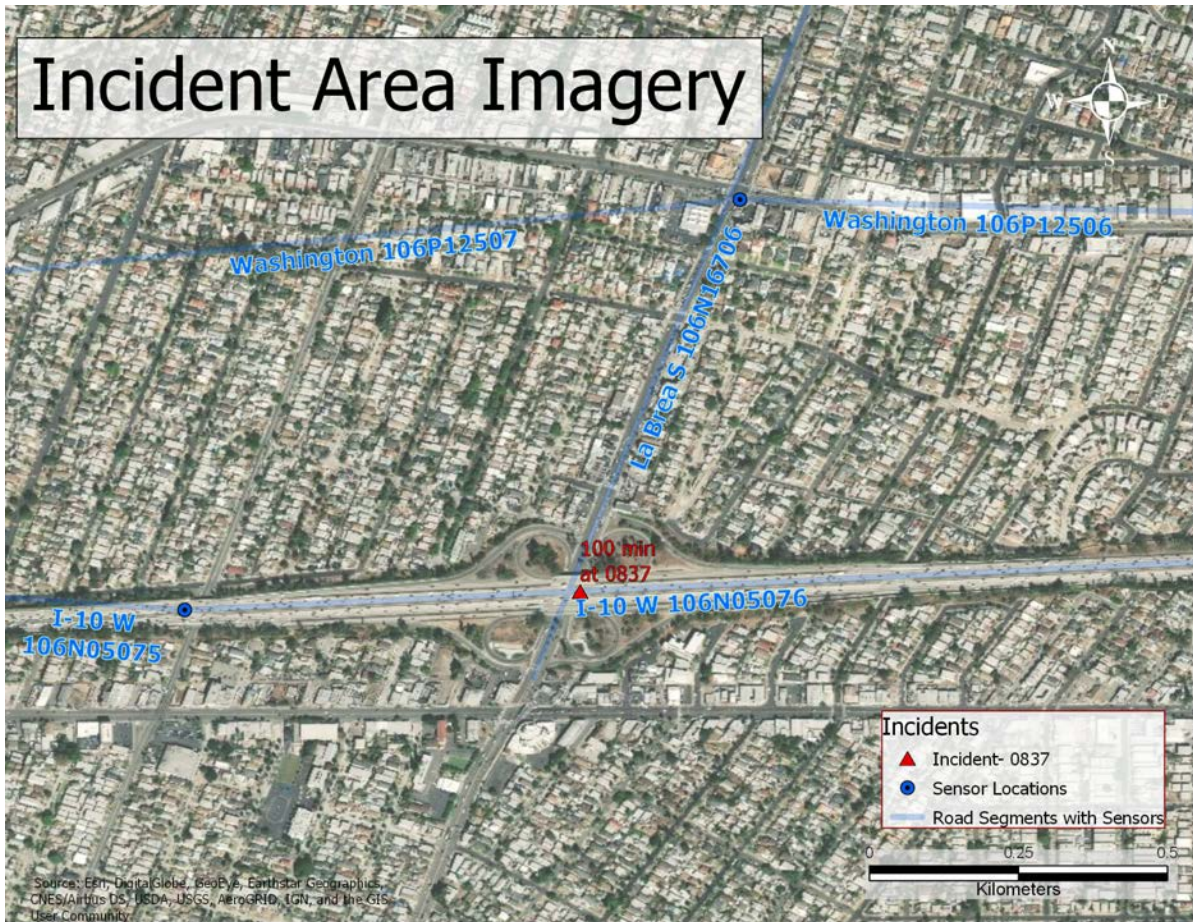 Incident Area Imagery
N
W E
S
Washington 106P12507
Washington 106P12506
La Brea S 106N16706
100 min
at 0837
I-10 W 106N05076
I-10 W
106N05075
Incidents
Incident- 0837
Sensor Locations
Road Segments with Sensors
0 0.25 0.5
Kilometers
Source: Esri, DigitalGlobe, GeoEye, Earthstar Geographics,
CNES/Airbus DS, USDA, USGS, AeroGRID, IGN, and the GIS
User Community